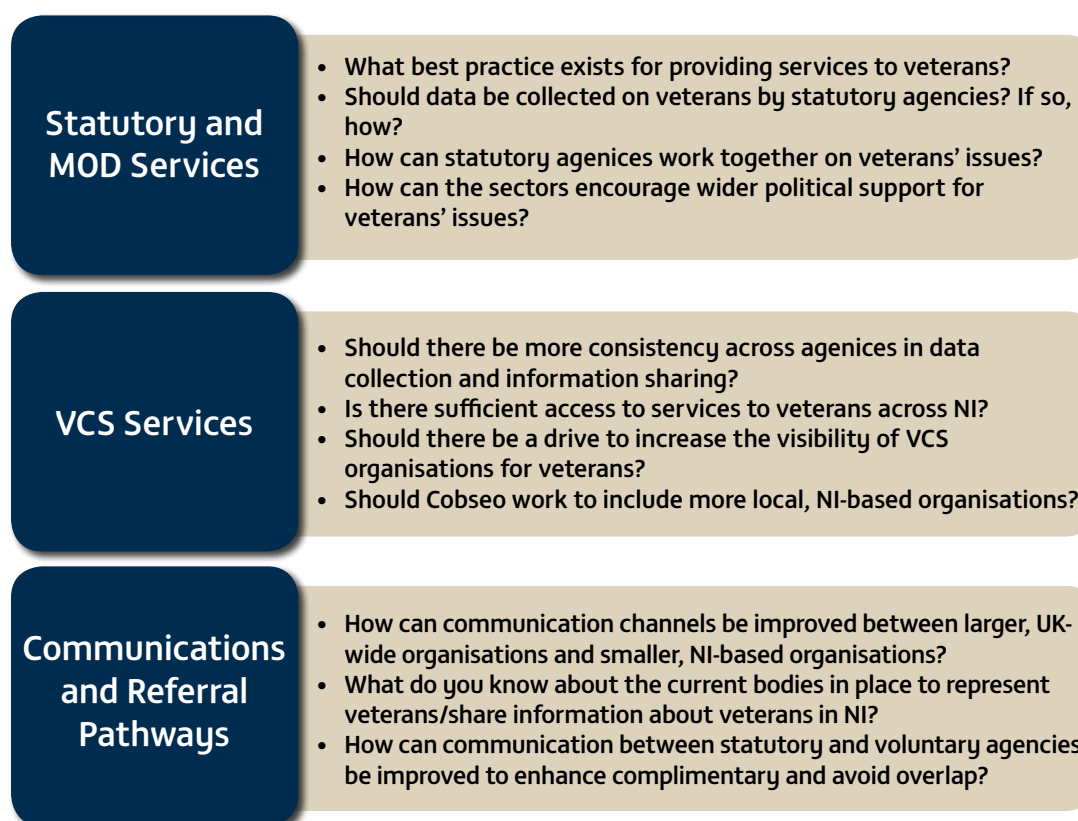 Statutory and
MOD Services
• What best practice exists for providing services to veterans?
• Should data be collected on veterans by statutory agencies? If so,
how?
• How can statutory agenices work together on veterans' issues?
• How can the sectors encourage wider political support for
veterans' issues?
VCS Services
• Should there be more consistency across agenices in data
collection and information sharing?
• Is there sufficient access to services to veterans across NI?
• Should there be a drive to increase the visibility of VCS
organisations for veterans?
• Should Cobseo work to include more local, NI-based organisations?
Communications
and Referral
Pathways
• How can communication channels be improved between larger, UK-
wide organisations and smaller, NI-based organisations?
• What do you know about the current bodies in place to represent
veterans/share information about veterans in NI?
• How can communication between statutory and voluntary agencies
be improved to enhance complimentary and avoid overlap?